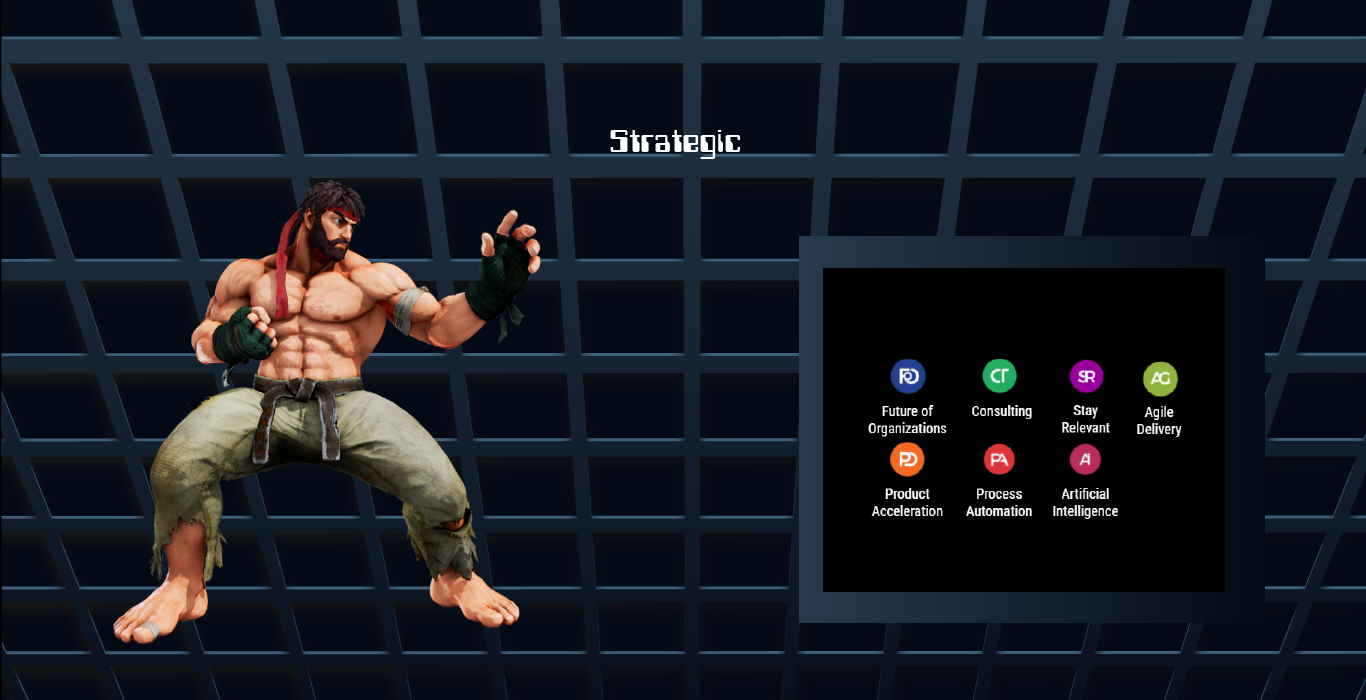 Strategic
FO
CT
SR
AG
Future of
Organizations
Consulting
Stay
Relevant
Agile
Delivery
PD
PA
Ai
Product
Acceleration
Process
Automation
Artificial
Intelligence